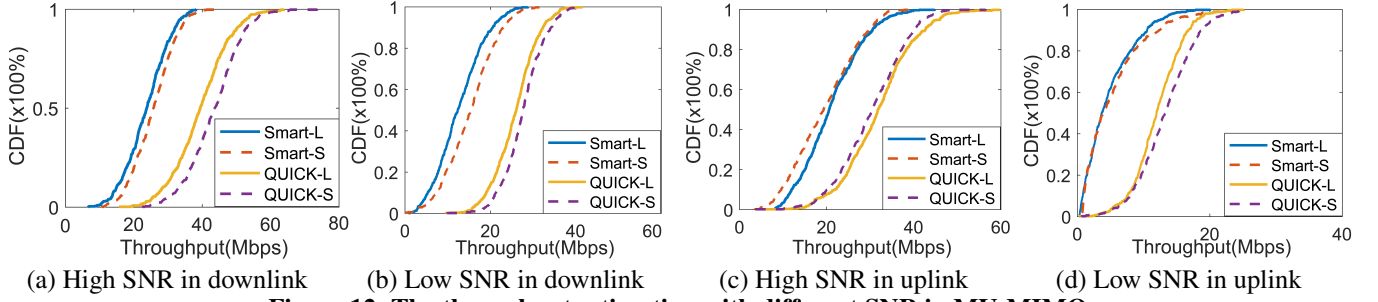 CDF(x100%)
1
0.5
0
0 20 40 60 80
Throughput(Mbps)
Smart-L
Smart-S
QUICK-L
QUICK-S
(a) High SNR in downlink
CDF(x100%)
1
0.8
0.6
0.4
0.2
0
0 20 40 60
Throughput(Mbps)
Smart-L
Smart-S
QUICK-L
QUICK-S
(b) Low SNR in downlink
CDF(x100%)
1
0.8
0.6
0.4
0.2
0
0 20 40 60
Throughput(Mbps)
Smart-L
Smart-S
QUICK-L
QUICK-S
(c) High SNR in uplink
CDF(x100%)
1
0.8
0.6
0.4
0.2
0
0 20 40
Throughput(Mbps)
Smart-L
Smart-S
QUICK-L
QUICK-S
(d) Low SNR in uplink